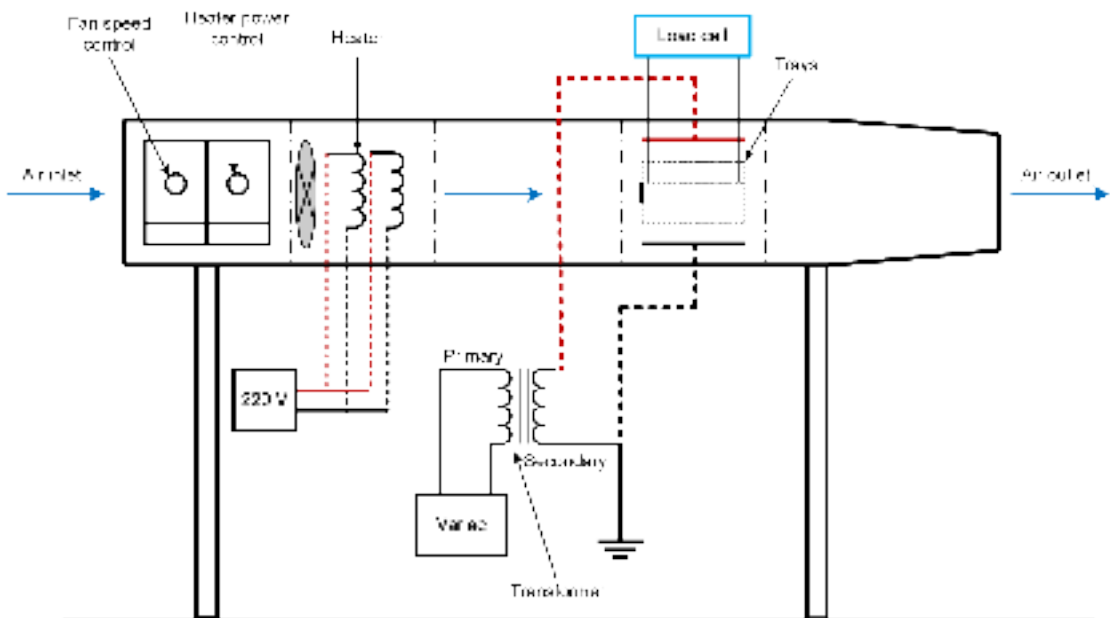 Fan speed
control
Heater power
control
Heater
Load cell
Trays
Air inlet
Air outlet
Primary
220 V
Secondary
Variac
Transformer